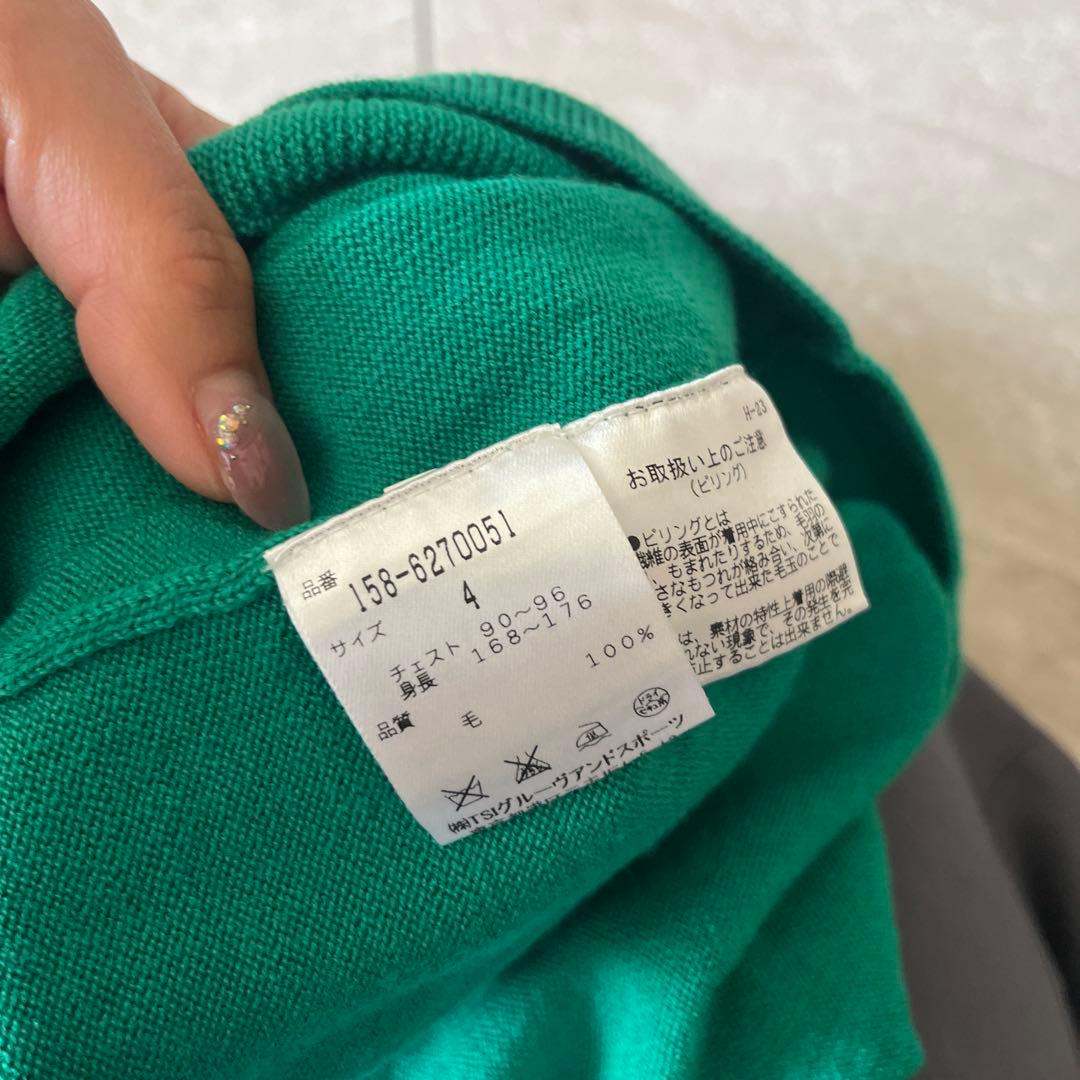 品番 158-6270051
サイズ 4
チェスト 90~96
身長 168~176
品質 毛 100%
ドライ
㈱TSIグルーヴアンドスポーツ
H-23
お取扱い上のご注意
(ピリング)
●ピリングとは
繊維の表面が着用中にこすられた
もまれたりするため、毛羽の
さなもつれが絡み合い、次第に
きくなって出来た毛玉のことで
は、素材の特性上着用の際避
れない現象で、その発生を完
防止することは出来ません。